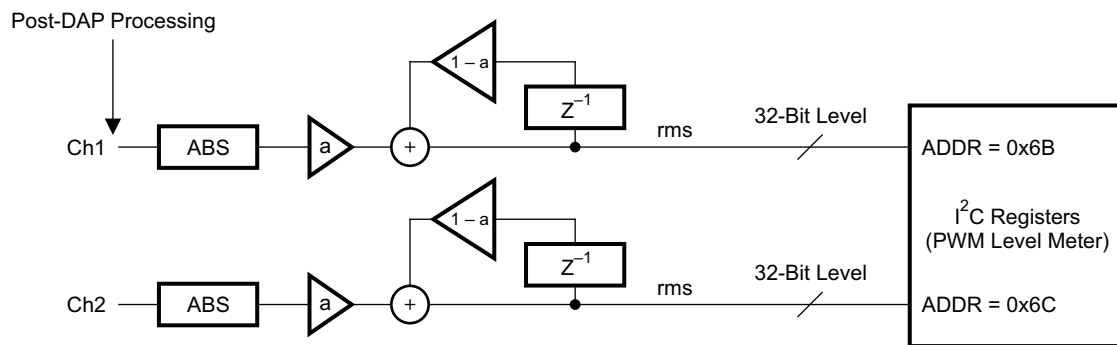 Post-DAP Processing
1 – a
Z⁻¹
Ch1
ABS
a
+
rms
32-Bit Level
ADDR = 0x6B
I²C Registers
(PWM Level Meter)
1 – a
Z⁻¹
Ch2
ABS
a
+
rms
32-Bit Level
ADDR = 0x6C